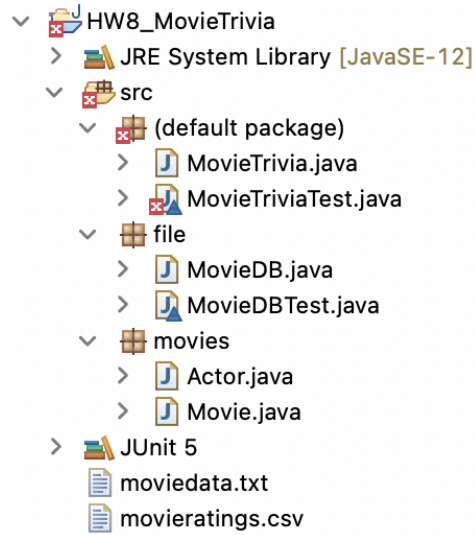 HW8_MovieTrivia
JRE System Library [JavaSE-12]
src
(default package)
MovieTrivia.java
MovieTriviaTest.java
file
MovieDB.java
MovieDBTest.java
movies
Actor.java
Movie.java
JUnit 5
moviedata.txt
movieratings.csv